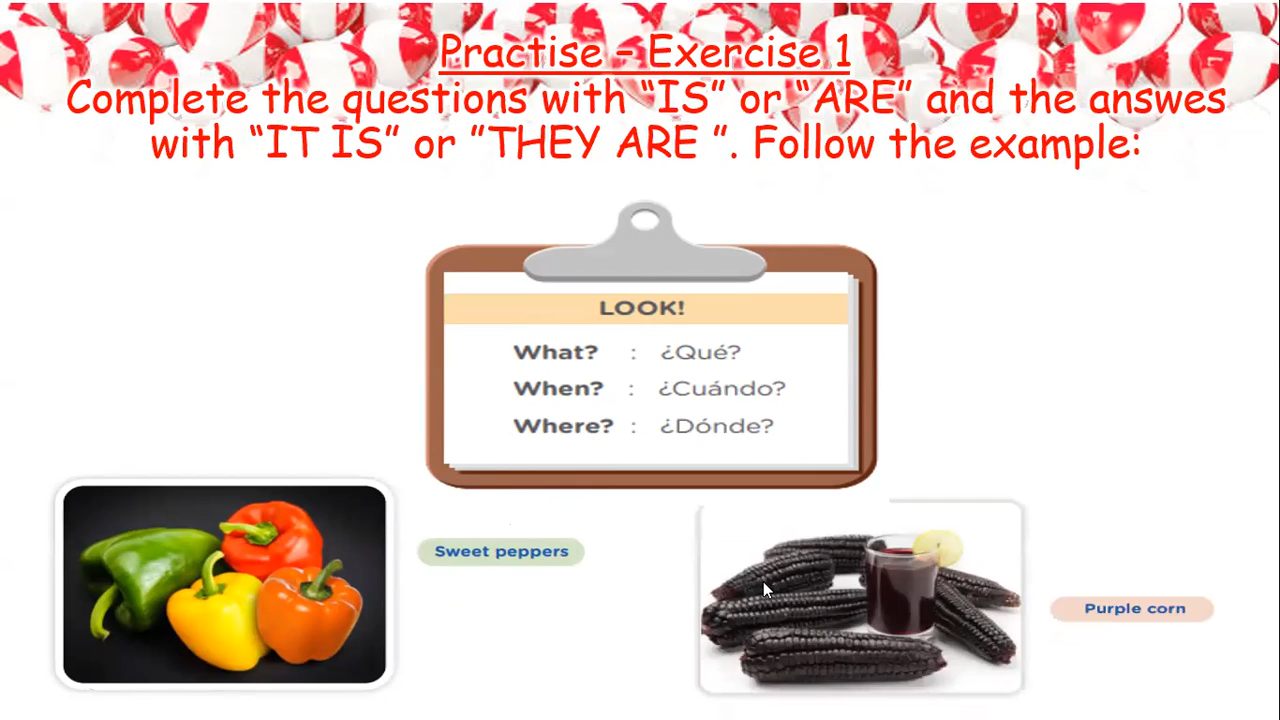 Practise – Exercise 1
Complete the questions with “IS” or “ARE” and the answes
with “IT IS” or ”THEY ARE ”. Follow the example:
LOOK!
What? : ¿Qué?
When? : ¿Cuándo?
Where? : ¿Dónde?
Sweet peppers
Purple corn